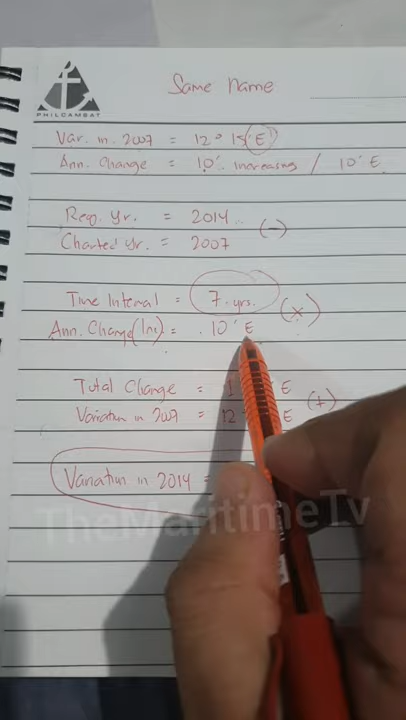 Same Name
PHILCAMSAT
Var. in 2007 = 12° 15' E
Ann. Change = 10' increasing / 10' E
Req. Yr. = 2014 (-)
Charted Yr. = 2007
Time Interval = 7 yrs. (x)
Ann. Change (Inc) = 10' E
Total Change = 1 E (+)
Variation in = 12 E
Variation in 2014 =
TheMaritimeTv